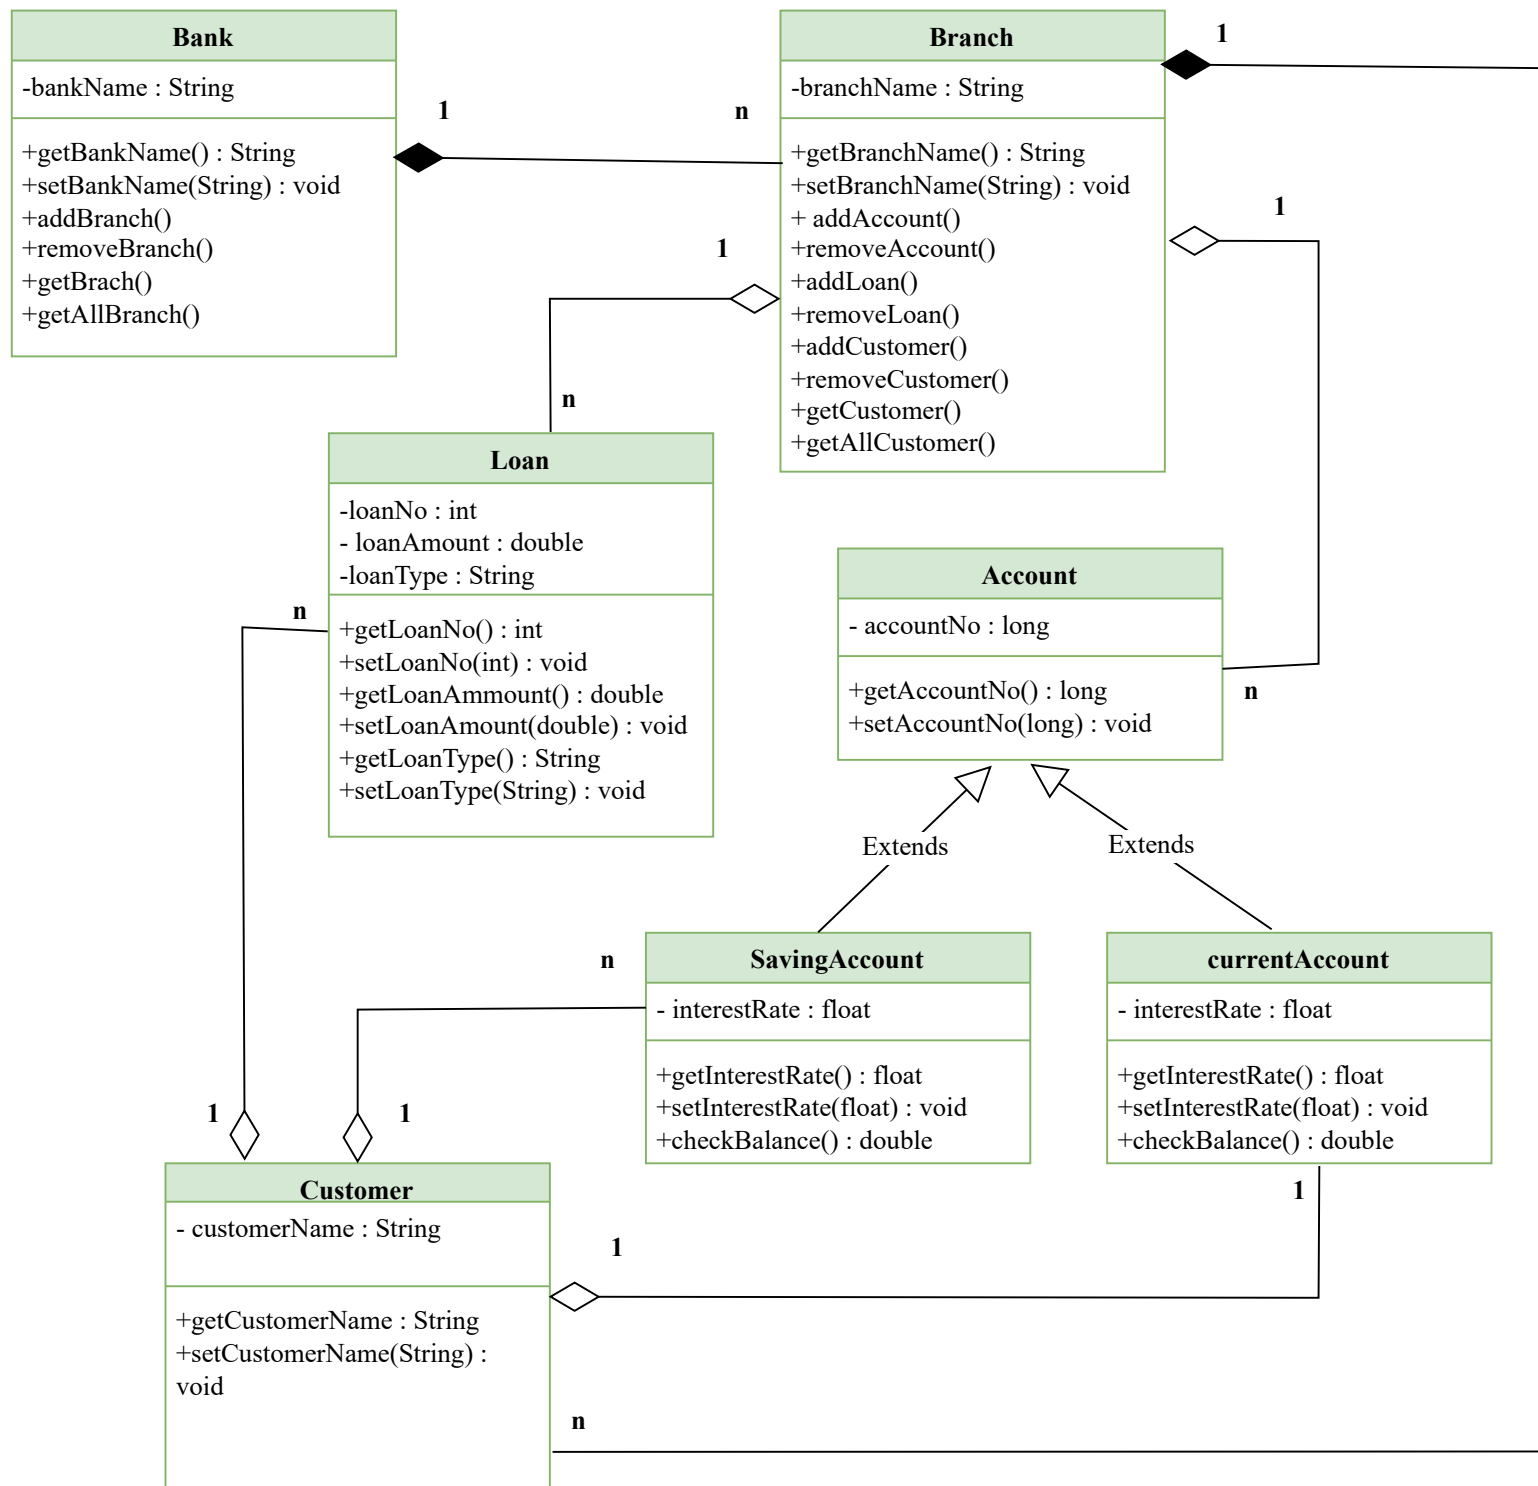 Bank
-bankName : String
+getBankName() : String
+setBankName(String) : void
+addBranch()
+removeBranch()
+getBrach()
+getAllBranch()
1
n
Branch
-branchName : String
+getBranchName() : String
+setBranchName(String) : void
+ addAccount()
+removeAccount()
+addLoan()
+removeLoan()
+addCustomer()
+removeCustomer()
+getCustomer()
+getAllCustomer()
1
1
1
n
Loan
-loanNo : int
- loanAmount : double
-loanType : String
+getLoanNo() : int
+setLoanNo(int) : void
+getLoanAmmount() : double
+setLoanAmount(double) : void
+getLoanType() : String
+setLoanType(String) : void
n
Account
- accountNo : long
+getAccountNo() : long
+setAccountNo(long) : void
n
Extends
Extends
n
SavingAccount
- interestRate : float
+getInterestRate() : float
+setInterestRate(float) : void
+checkBalance() : double
currentAccount
- interestRate : float
+getInterestRate() : float
+setInterestRate(float) : void
+checkBalance() : double
1
1
1
Customer
- customerName : String
+getCustomerName : String
+setCustomerName(String) :
void
1
n